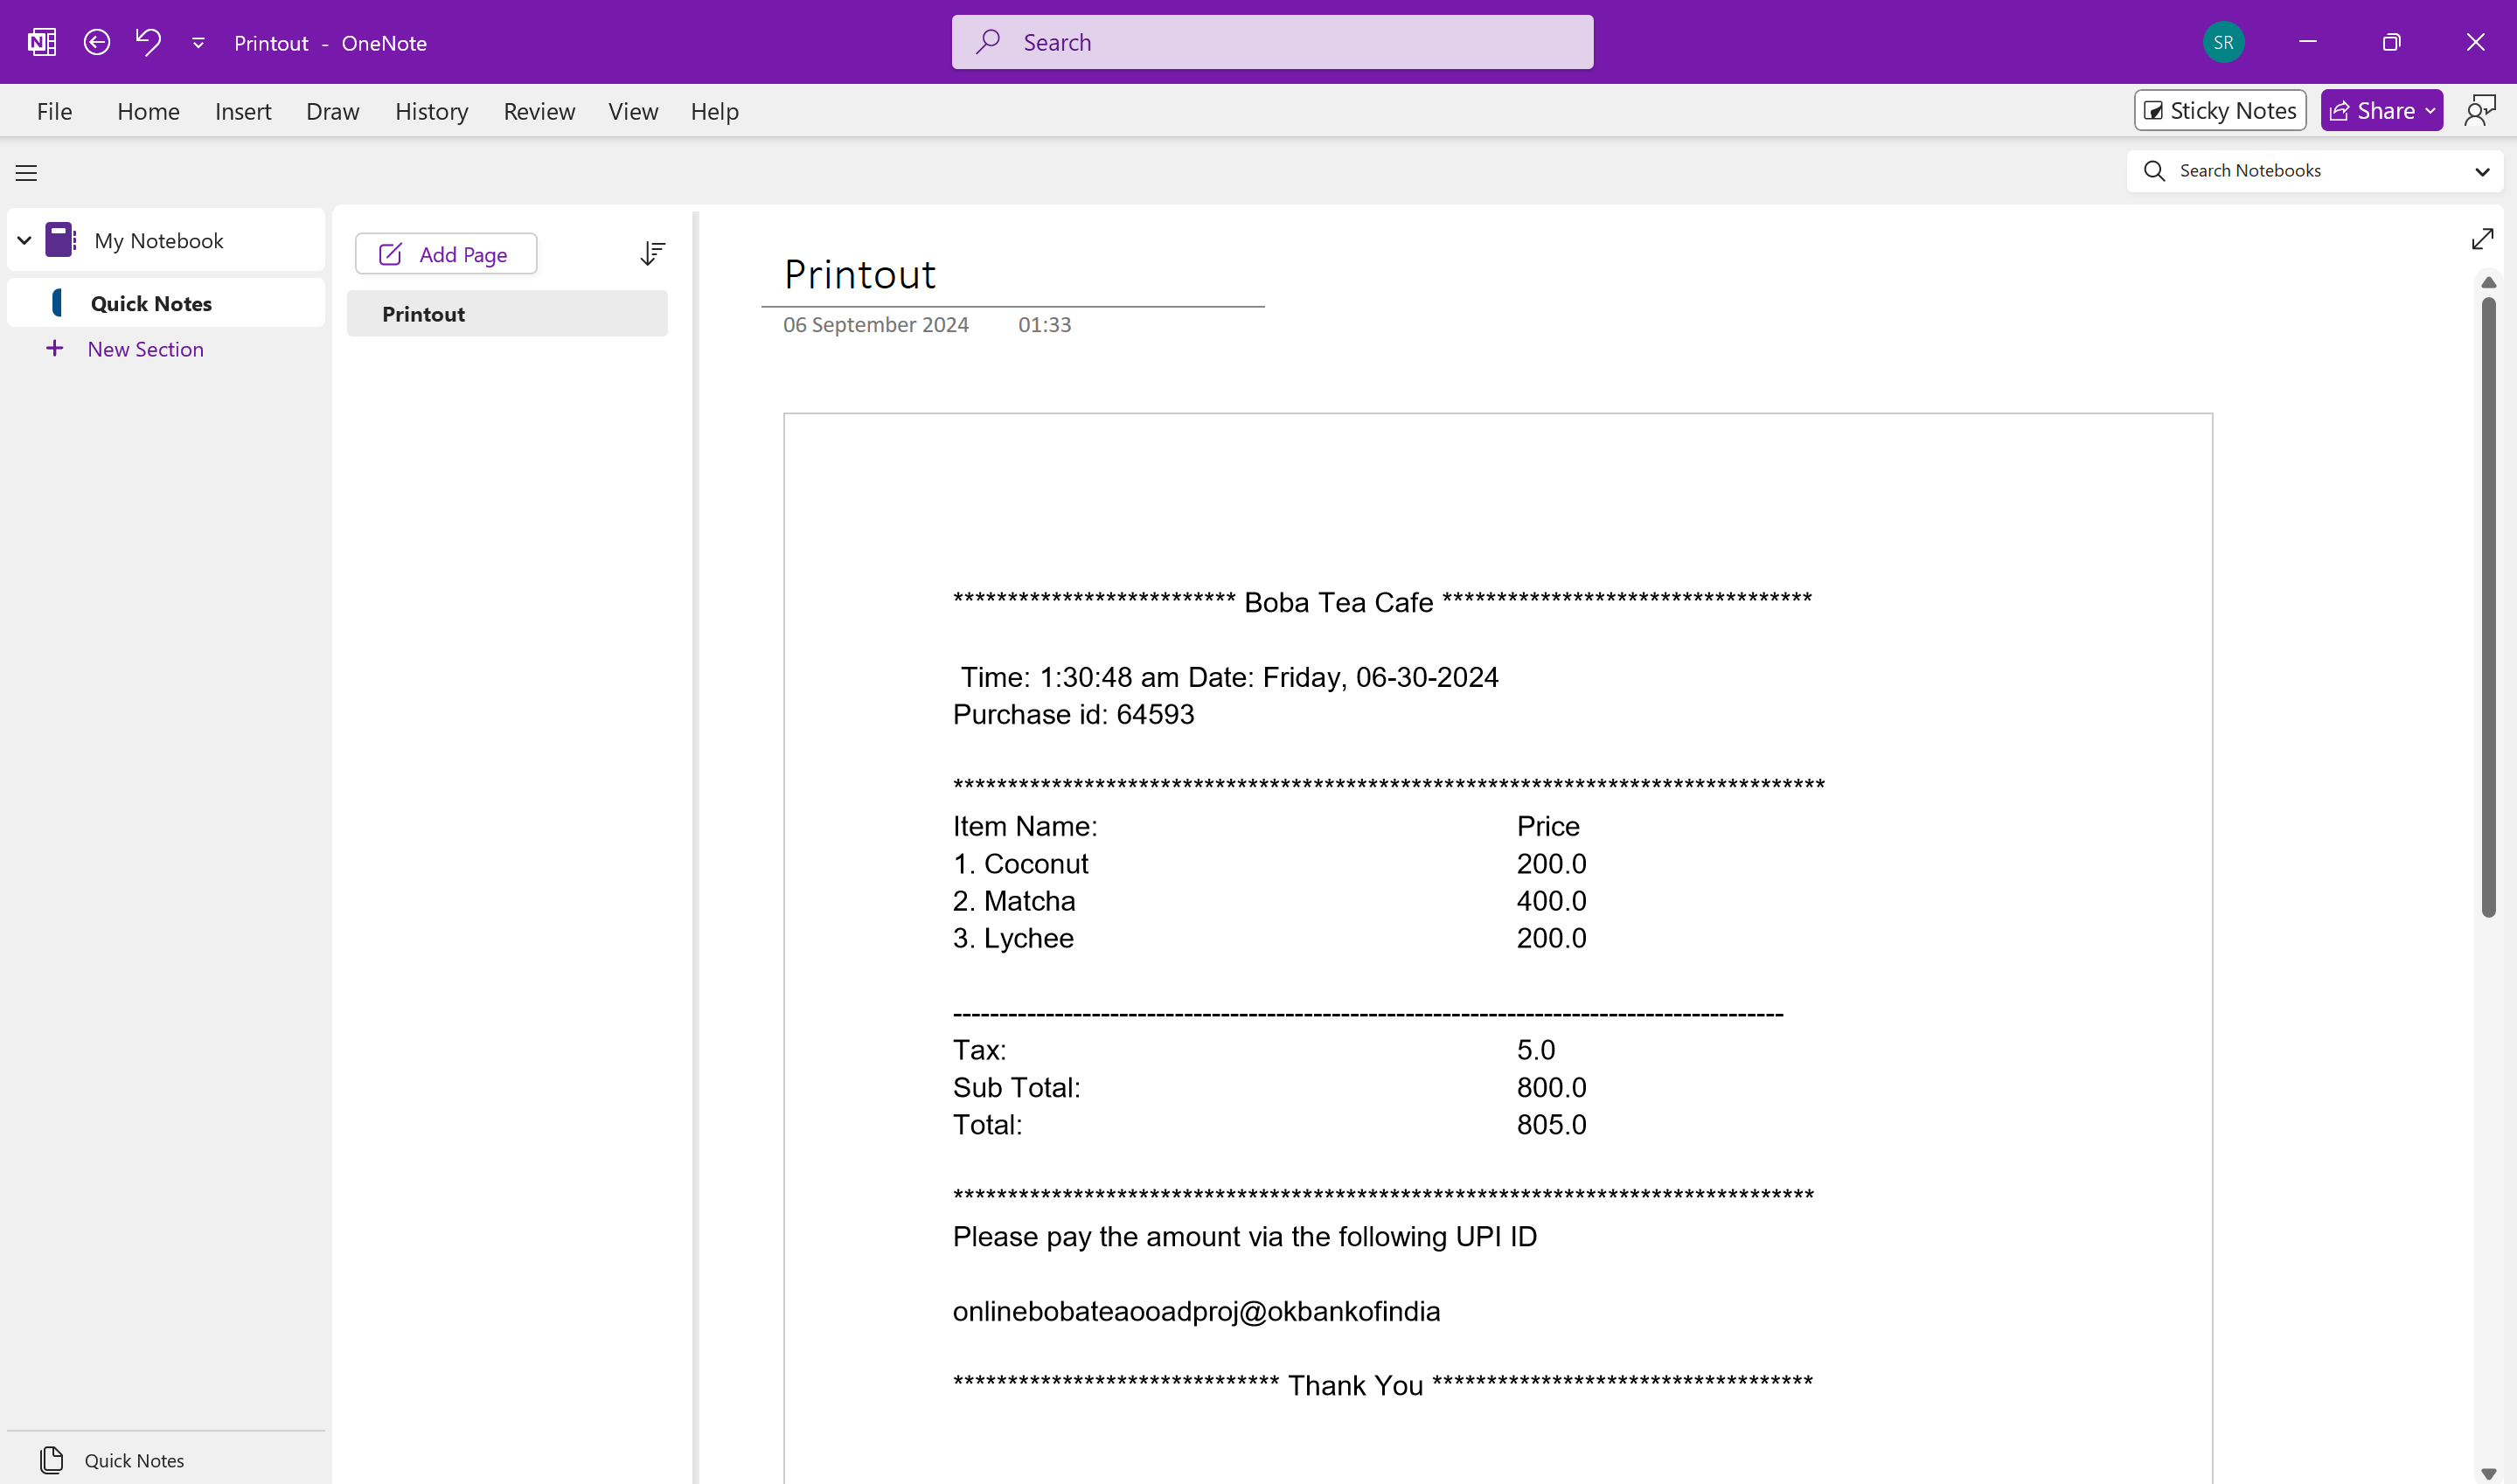 Printout - OneNote
Search
SR
File Home Insert Draw History Review View Help
Sticky Notes
Share
Search Notebooks
My Notebook
Quick Notes
New Section
Add Page
Printout
Printout
06 September 2024 01:33
************************** Boba Tea Cafe **********************************
Time: 1:30:48 am Date: Friday, 06-30-2024
Purchase id: 64593
********************************************************************************
Item Name: Price
1. Coconut 200.0
2. Matcha 400.0
3. Lychee 200.0
------------------------------------------------------------------------------------------
Tax: 5.0
Sub Total: 800.0
Total: 805.0
*******************************************************************************
Please pay the amount via the following UPI ID
onlinebobateaooadproj@okbankofindia
****************************** Thank You ***********************************
Quick Notes